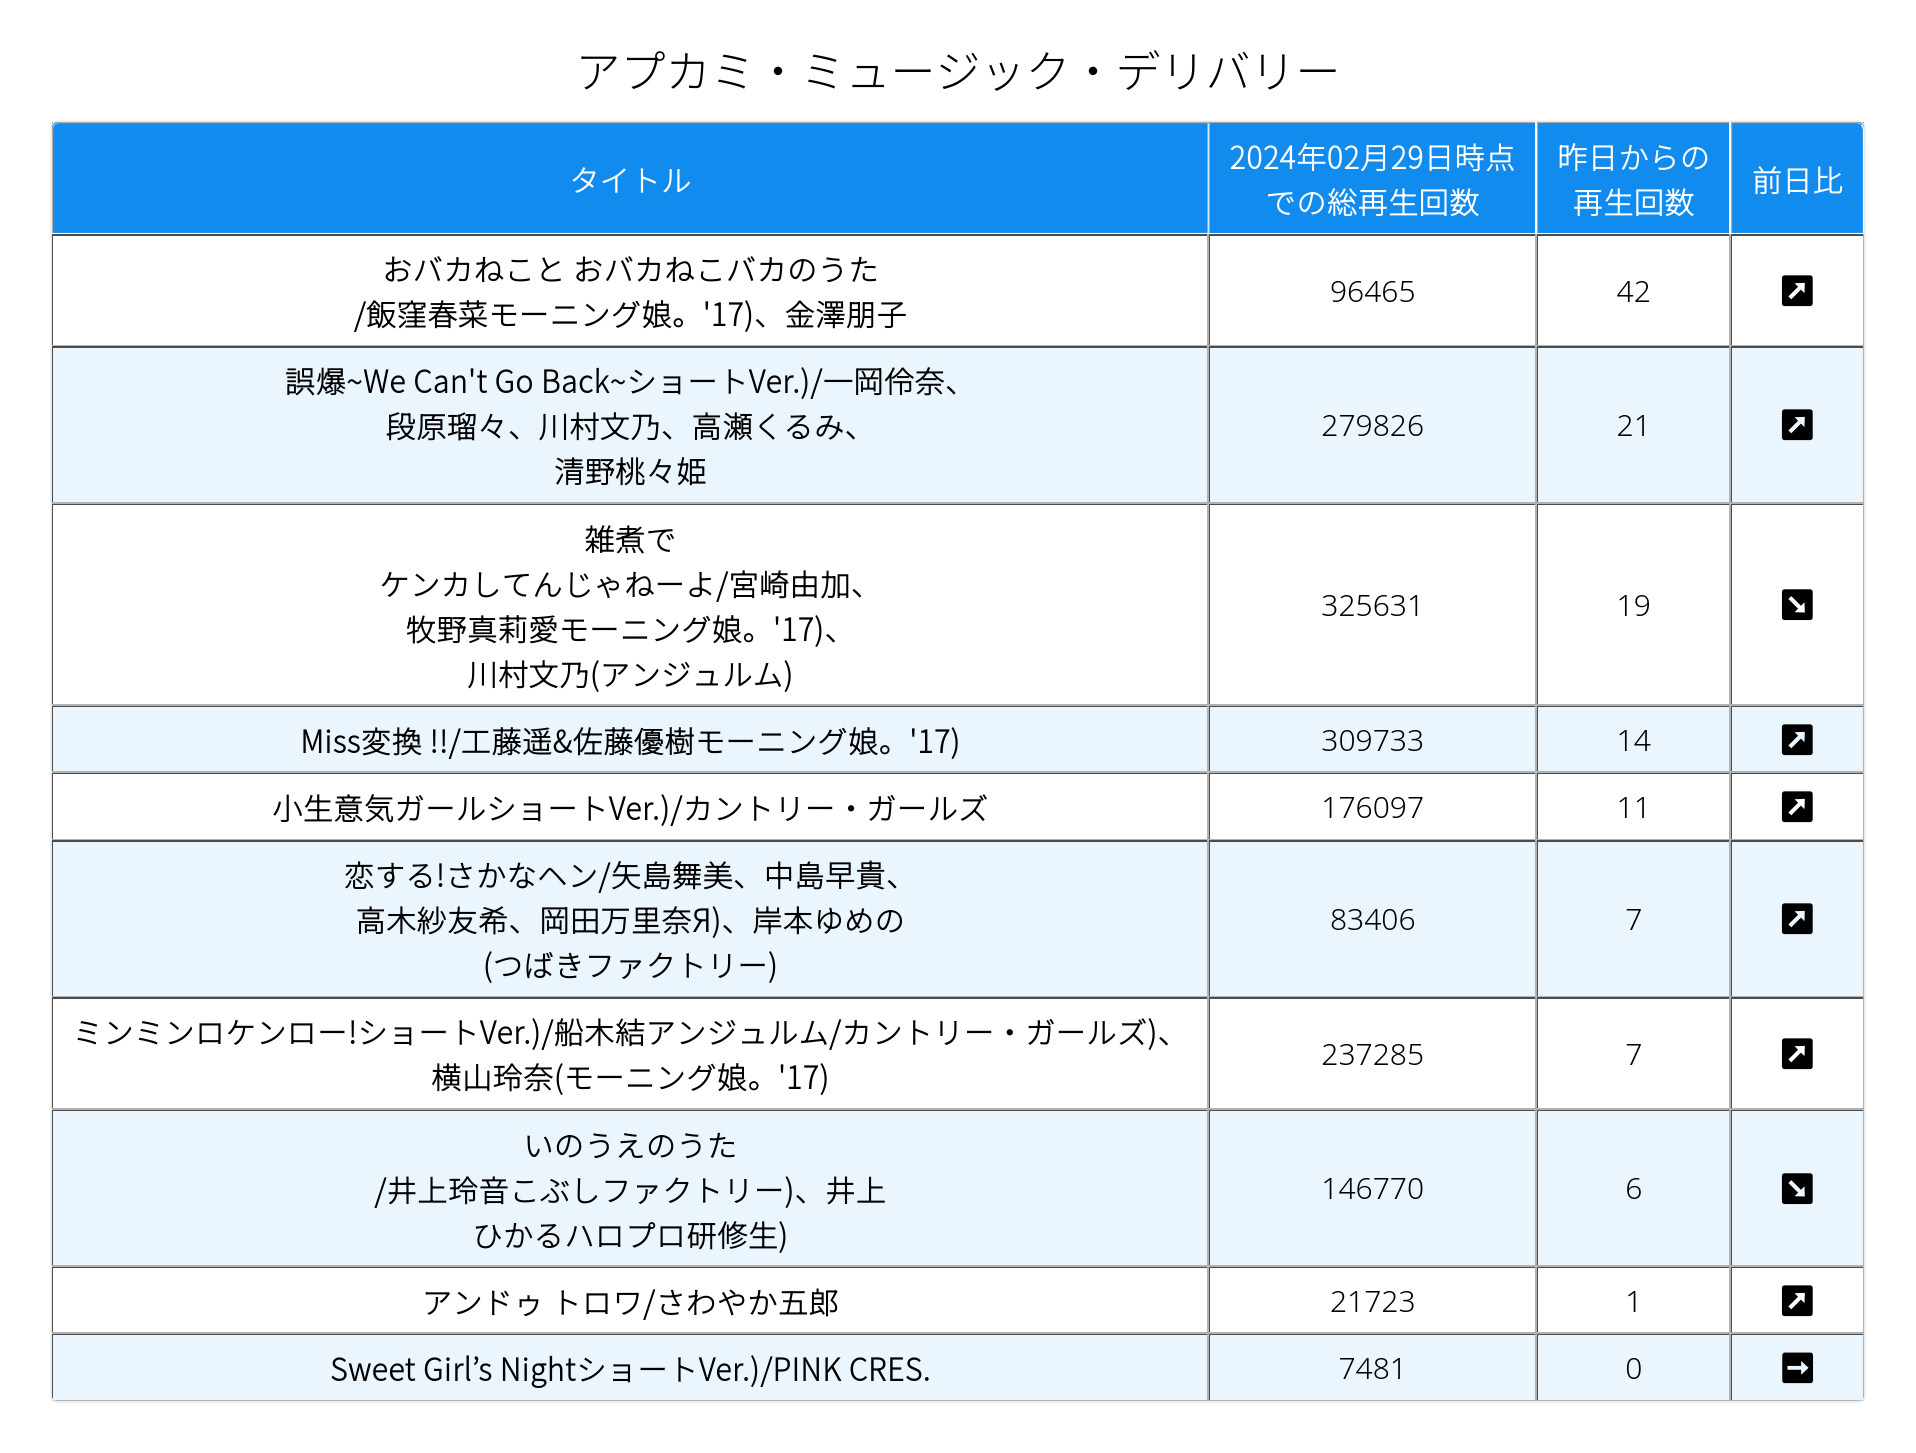 アプカミ・ミュージック・デリバリー
タイトル
2024年02月29日時点
での総再生回数
昨日からの
再生回数
前日比
おバカねこと おバカねこバカのうた
/飯窪春菜モーニング娘。'17)、金澤朋子
96465
42
誤爆~We Can't Go Back~ショートVer.)/一岡伶奈、
段原瑠々、川村文乃、高瀬くるみ、
清野桃々姫
279826
21
雑煮で
ケンカしてんじゃねーよ/宮崎由加、
牧野真莉愛モーニング娘。'17)、
川村文乃(アンジュルム)
325631
19
Miss変換 !!/工藤遥&佐藤優樹モーニング娘。'17)
309733
14
小生意気ガールショートVer.)/カントリー・ガールズ
176097
11
恋する!さかなヘン/矢島舞美、中島早貴、
高木紗友希、岡田万里奈Я)、岸本ゆめの
(つばきファクトリー)
83406
7
ミンミンロケンロー!ショートVer.)/船木結アンジュルム/カントリー・ガールズ)、
横山玲奈(モーニング娘。'17)
237285
7
いのうえのうた
/井上玲音こぶしファクトリー)、井上
ひかるハロプロ研修生)
146770
6
アンドゥ トロワ/さわやか五郎
21723
1
Sweet Girl’s NightショートVer.)/PINK CRES.
7481
0